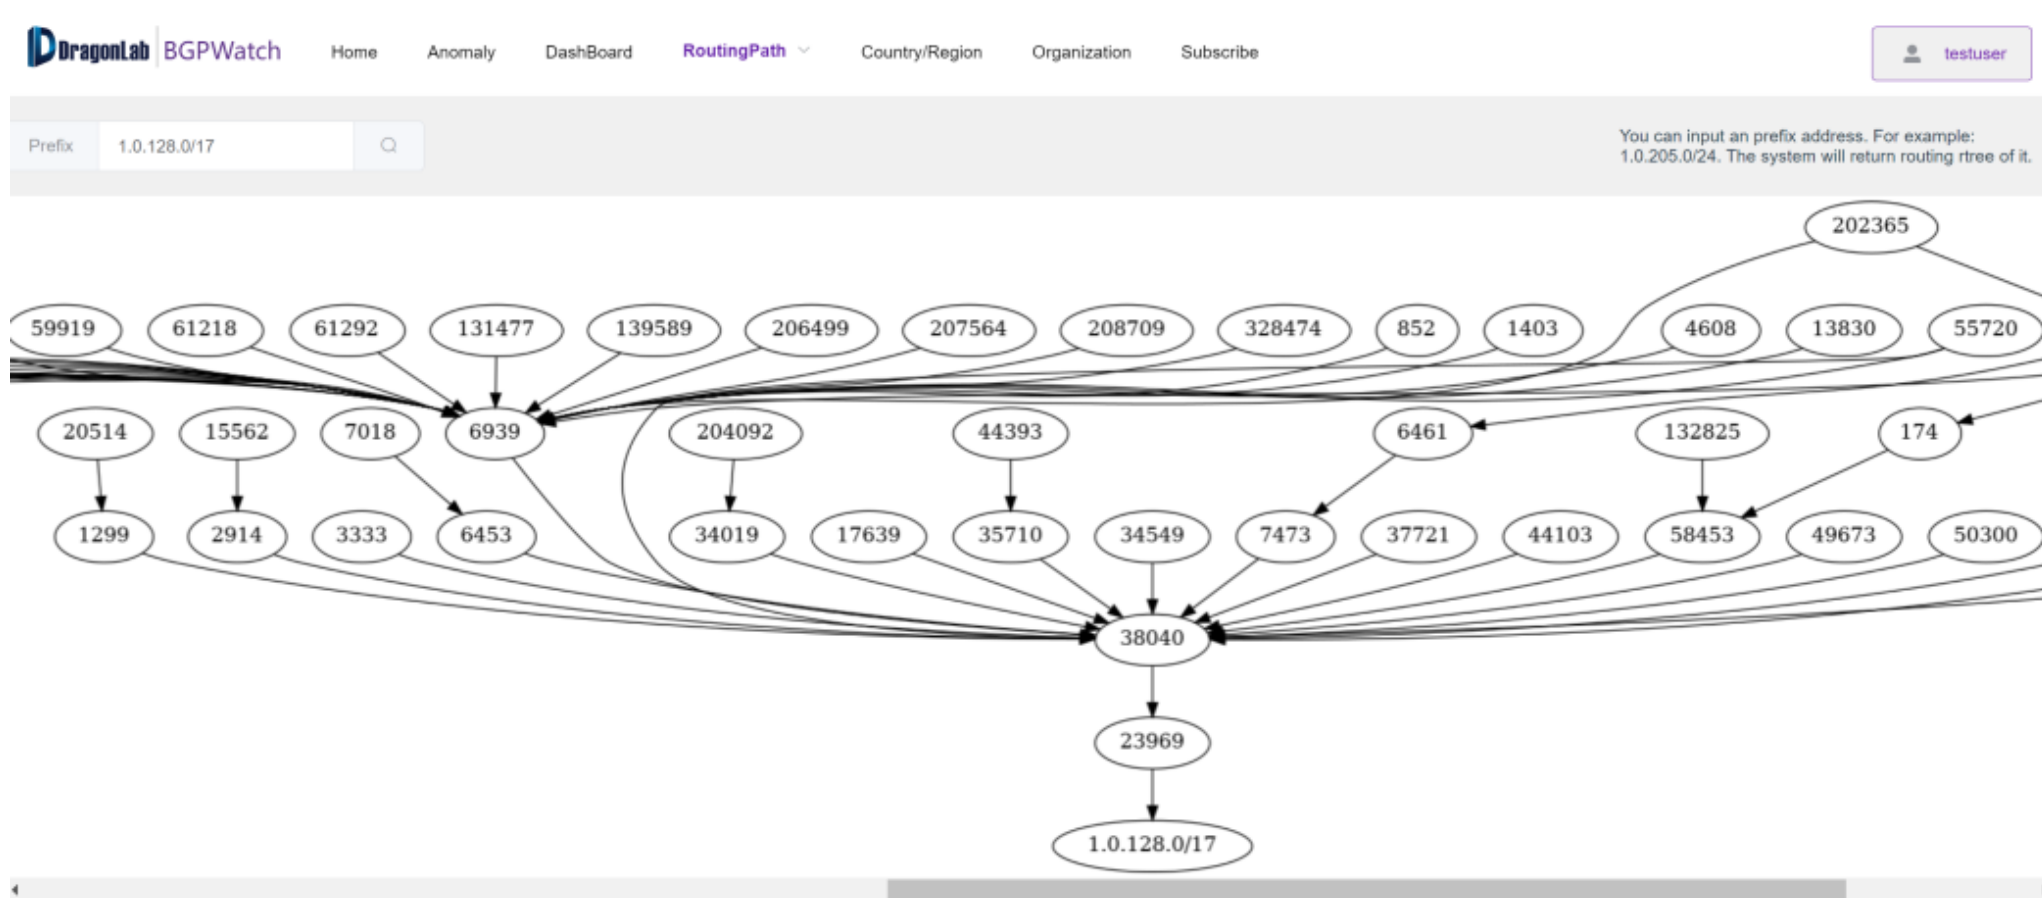 DragonLab BGPWatch Home Anomaly DashBoard RoutingPath Country/Region Organization Subscribe testuser
Prefix 1.0.128.0/17
You can input an prefix address. For example:
1.0.205.0/24. The system will return routing rtree of it.
202365
59919 61218 61292 131477 139589 206499 207564 208709 328474 852 1403 4608 13830 55720
20514 15562 7018 6939 204092 44393 6461 132825 174
1299 2914 3333 6453 34019 17639 35710 34549 7473 37721 44103 58453 49673 50300
38040
23969
1.0.128.0/17